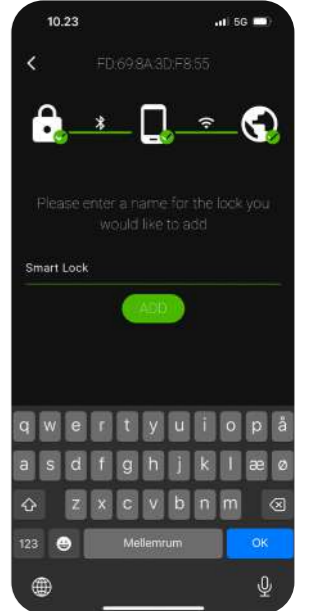 10.23
5G
FD:69:8A:3D:F8:55
Please enter a name for the lock you
would like to add
Smart Lock
ADD
q w e r t y u i o p å
a s d f g h j k l æ ø
z x c v b n m
123 Mellemrum OK